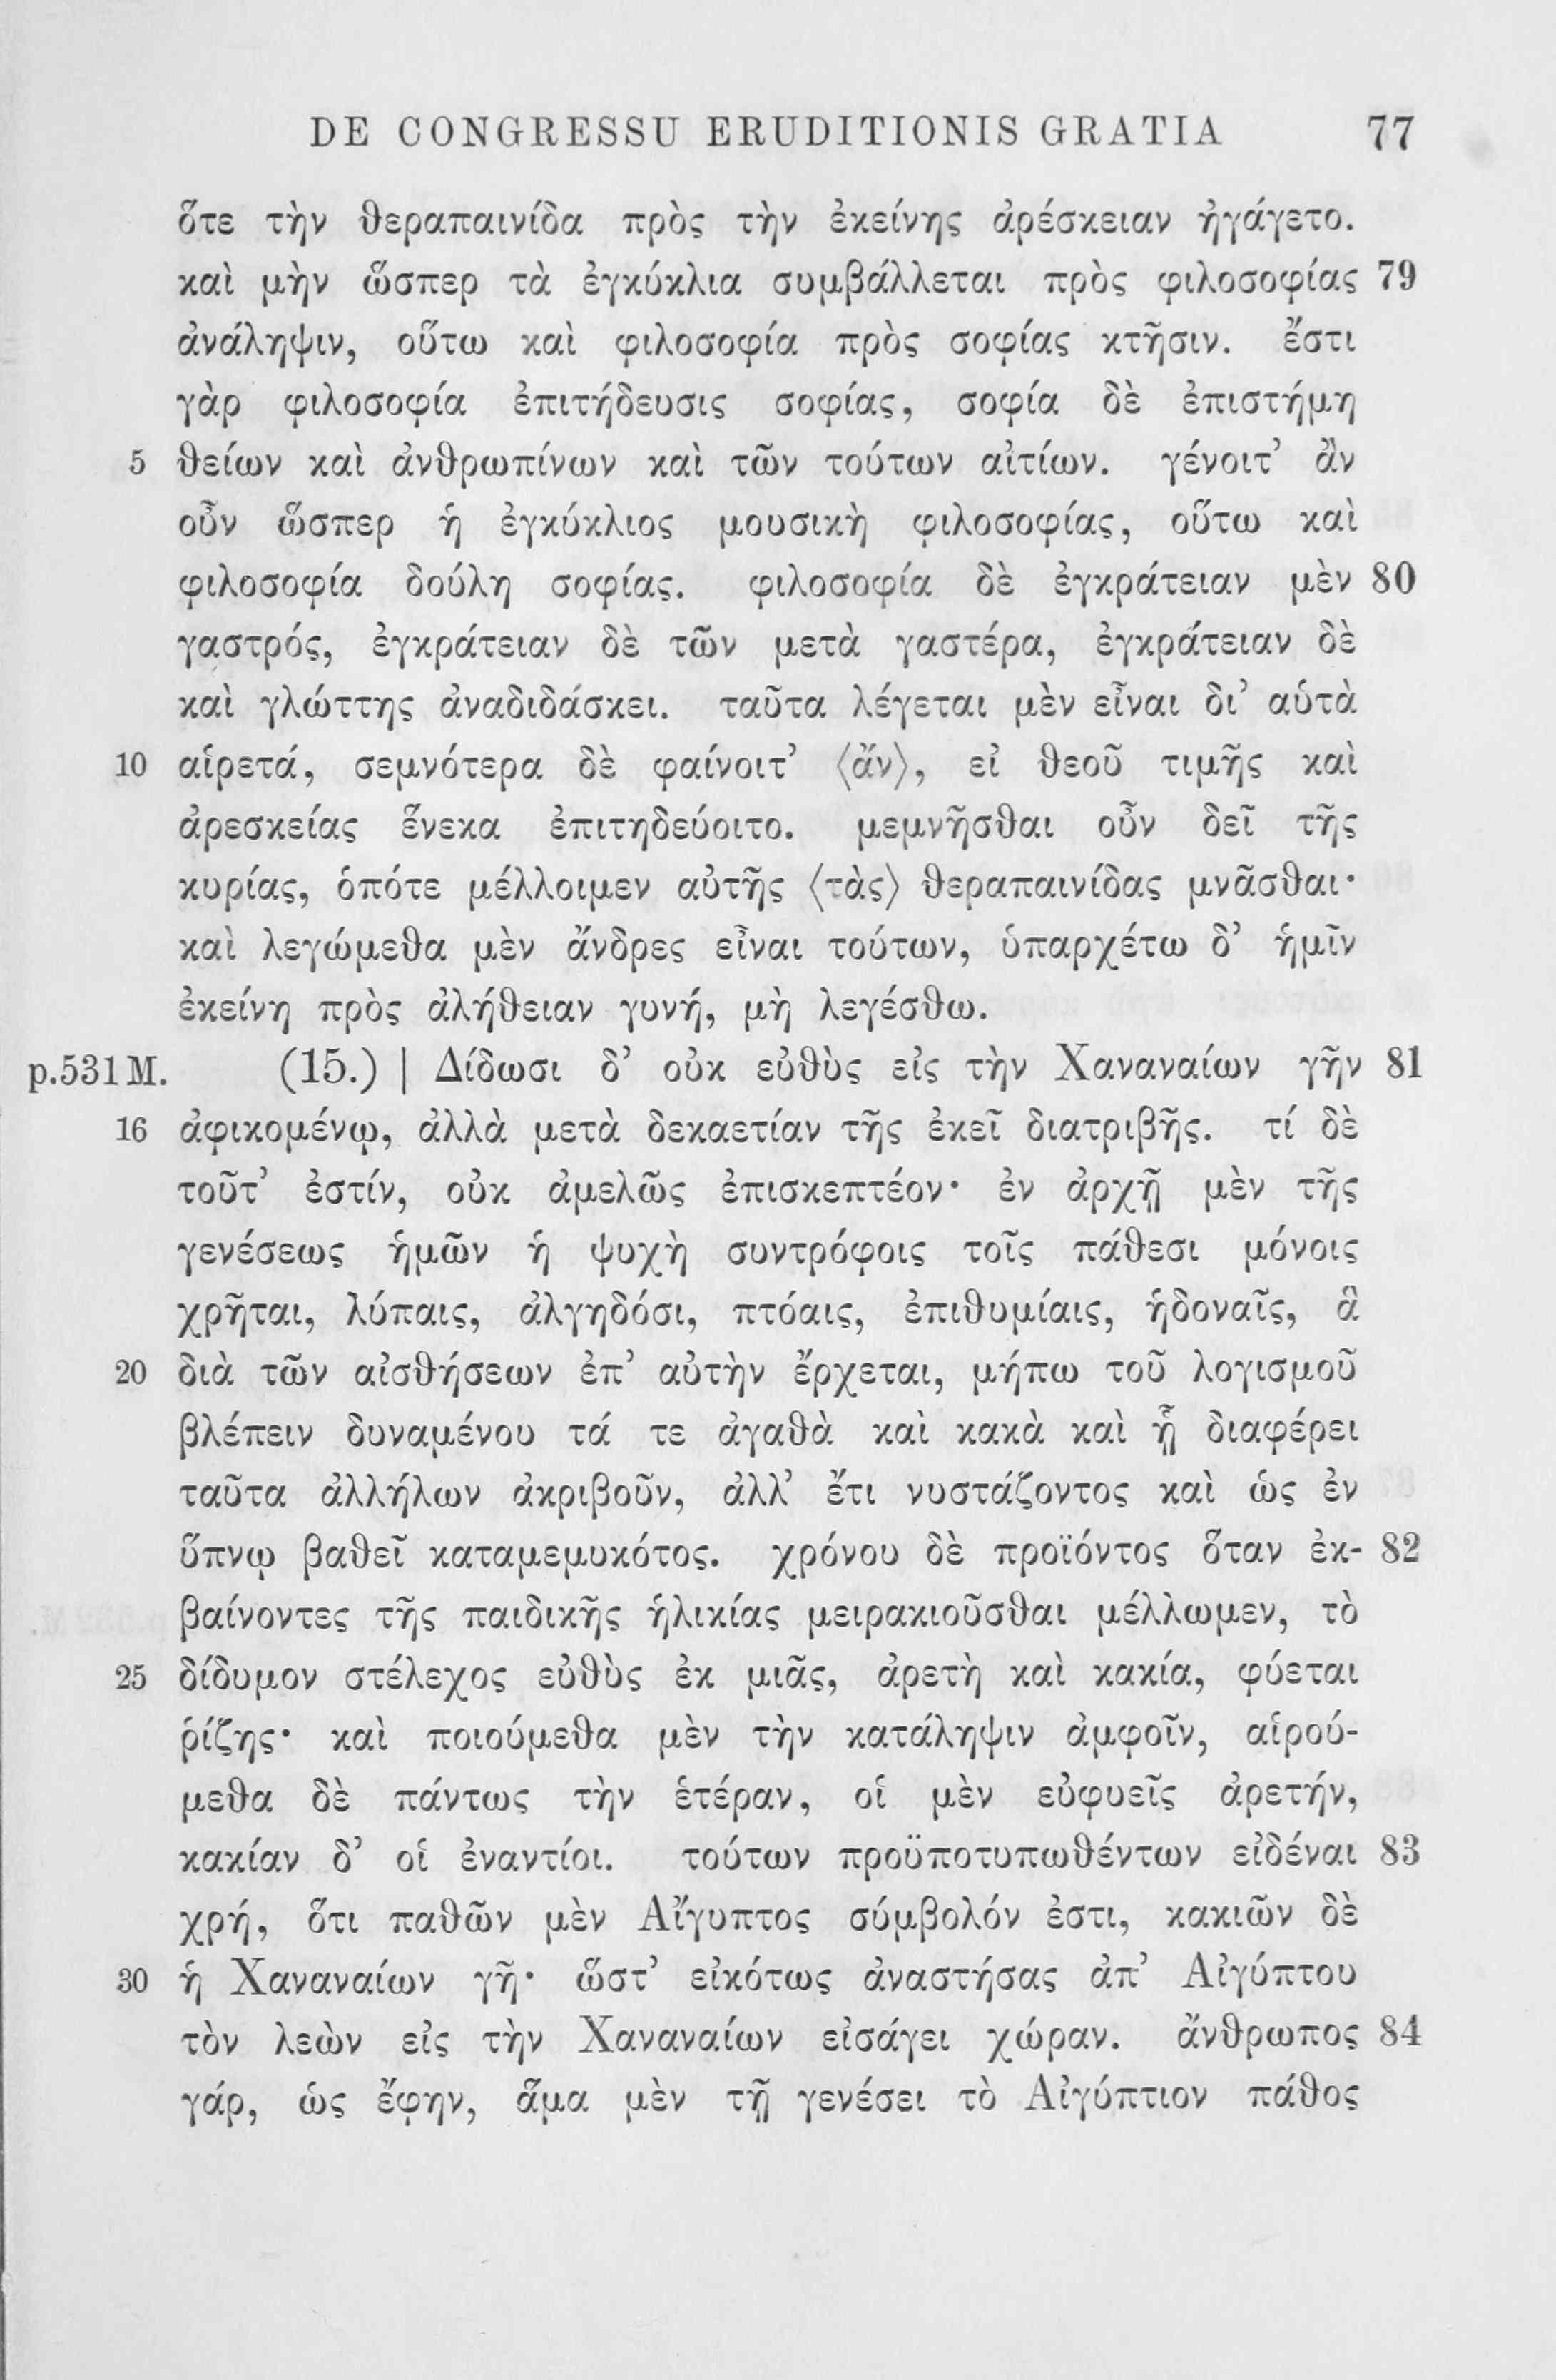 DE CONGRESSU ERUDITIONIS GRATIA 77
ὅτε τὴν θεραπαινίδα πρὸς τὴν ἐκείνης ἀρέσκειαν ἠγάγετο.
καὶ μὴν ὥσπερ τὰ ἐγκύκλια συμβάλλεται πρὸς φιλοσοφίας 79
ἀνάληψιν, οὕτω καὶ φιλοσοφία πρὸς σοφίας κτῆσιν. ἔστι
γὰρ φιλοσοφία ἐπιτήδευσις σοφίας, σοφία δὲ ἐπιστήμη
5 θείων καὶ ἀνθρωπίνων καὶ τῶν τούτων αἰτίων. γένοιτ’ ἂν
οὖν ὥσπερ ἡ ἐγκύκλιος μουσικὴ φιλοσοφίας, οὕτω καὶ
φιλοσοφία δούλη σοφίας. φιλοσοφία δὲ ἐγκράτειαν μὲν 80
γαστρός, ἐγκράτειαν δὲ τῶν μετὰ γαστέρα, ἐγκράτειαν δὲ
καὶ γλώττης ἀναδιδάσκει. ταῦτα λέγεται μὲν εἶναι δι’ αὑτὰ
10 αἱρετά, σεμνότερα δὲ φαίνοιτ’ ⟨ἄν⟩, εἰ θεοῦ τιμῆς καὶ
ἀρεσκείας ἕνεκα ἐπιτηδεύοιτο. μεμνῆσθαι οὖν δεῖ τῆς
κυρίας, ὁπότε μέλλοιμεν αὐτῆς ⟨τὰς⟩ θεραπαινίδας μνᾶσθαι·
καὶ λεγώμεθα μὲν ἄνδρες εἶναι τούτων, ὑπαρχέτω δ’ ἡμῖν
ἐκείνη πρὸς ἀλήθειαν γυνή, μὴ λεγέσθω.
p.531 M. (15.) | Δίδωσι δ’ οὐκ εὐθὺς εἰς τὴν Χαναναίων γῆν 81
16 ἀφικομένῳ, ἀλλὰ μετὰ δεκαετίαν τῆς ἐκεῖ διατριβῆς. τί δὲ
τοῦτ’ ἐστίν, οὐκ ἀμελῶς ἐπισκεπτέον· ἐν ἀρχῇ μὲν τῆς
γενέσεως ἡμῶν ἡ ψυχὴ συντρόφοις τοῖς πάθεσι μόνοις
χρῆται, λύπαις, ἀλγηδόσι, πτόαις, ἐπιθυμίαις, ἡδοναῖς, ἃ
20 διὰ τῶν αἰσθήσεων ἐπ’ αὐτὴν ἔρχεται, μήπω τοῦ λογισμοῦ
βλέπειν δυναμένου τά τε ἀγαθὰ καὶ κακὰ καὶ ᾗ διαφέρει
ταῦτα ἀλλήλων ἀκριβοῦν, ἀλλ’ ἔτι νυστάζοντος καὶ ὡς ἐν
ὕπνῳ βαθεῖ καταμεμυκότος. χρόνου δὲ προϊόντος ὅταν ἐκ- 82
βαίνοντες τῆς παιδικῆς ἡλικίας μειρακιοῦσθαι μέλλωμεν, τὸ
25 δίδυμον στέλεχος εὐθὺς ἐκ μιᾶς, ἀρετὴ καὶ κακία, φύεται
ῥίζης· καὶ ποιούμεθα μὲν τὴν κατάληψιν ἀμφοῖν, αἱρού-
μεθα δὲ πάντως τὴν ἑτέραν, οἱ μὲν εὐφυεῖς ἀρετήν,
κακίαν δ’ οἱ ἐναντίοι. τούτων προϋποτυπωθέντων εἰδέναι 83
χρή, ὅτι παθῶν μὲν Αἴγυπτος σύμβολόν ἐστι, κακιῶν δὲ
30 ἡ Χαναναίων γῆ· ὥστ’ εἰκότως ἀναστήσας ἀπ’ Αἰγύπτου
τὸν λεὼν εἰς τὴν Χαναναίων εἰσάγει χώραν. ἄνθρωπος 84
γάρ, ὡς ἔφην, ἅμα μὲν τῇ γενέσει τὸ Αἰγύπτιον πάθος